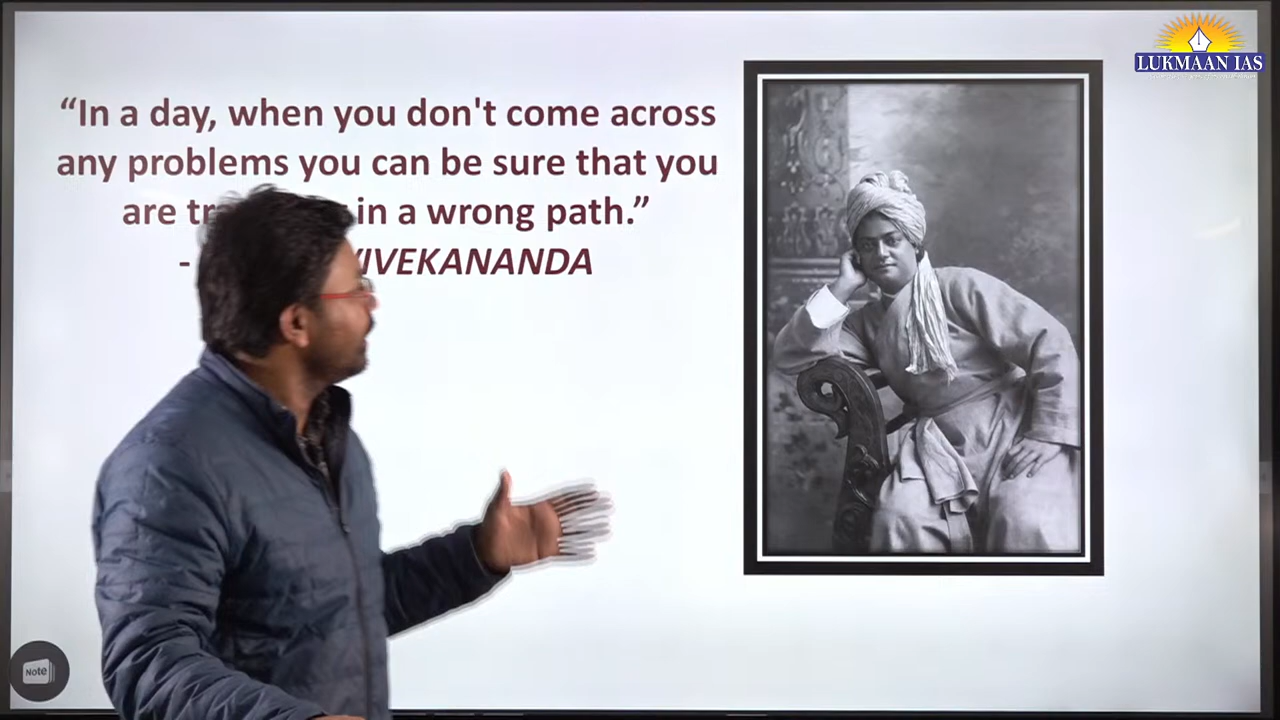 “In a day, when you don't come across
any problems you can be sure that you
are in a wrong path.”
- VIVEKANANDA
LUKMAAN IAS
Note